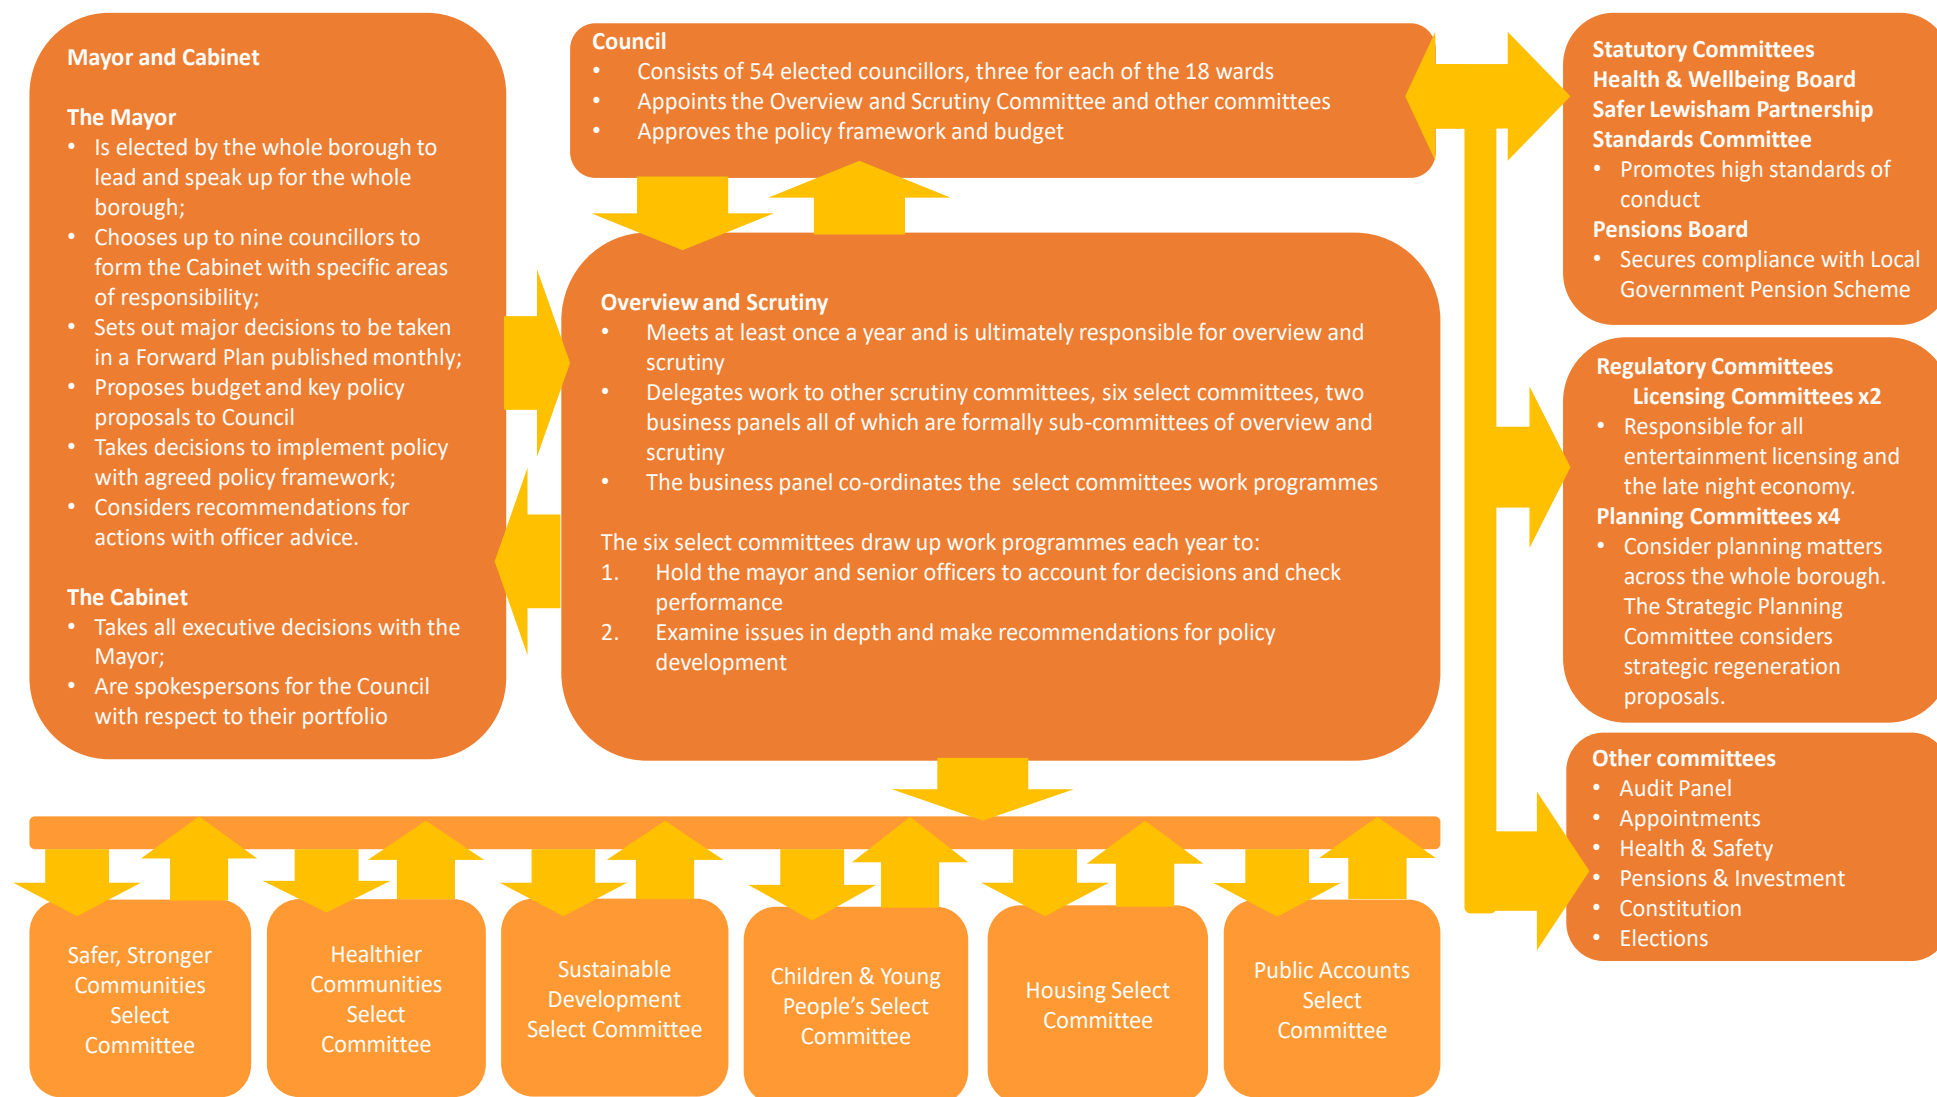 Mayor and Cabinet
The Mayor
• Is elected by the whole borough to
lead and speak up for the whole
borough;
• Chooses up to nine councillors to
form the Cabinet with specific areas
of responsibility;
• Sets out major decisions to be taken
in a Forward Plan published monthly;
• Proposes budget and key policy
proposals to Council
• Takes decisions to implement policy
with agreed policy framework;
• Considers recommendations for
actions with officer advice.
The Cabinet
• Takes all executive decisions with the
Mayor;
• Are spokespersons for the Council
with respect to their portfolio
Council
• Consists of 54 elected councillors, three for each of the 18 wards
• Appoints the Overview and Scrutiny Committee and other committees
• Approves the policy framework and budget
Overview and Scrutiny
• Meets at least once a year and is ultimately responsible for overview and
scrutiny
• Delegates work to other scrutiny committees, six select committees, two
business panels all of which are formally sub-committees of overview and
scrutiny
• The business panel co-ordinates the select committees work programmes
The six select committees draw up work programmes each year to:
1. Hold the mayor and senior officers to account for decisions and check
performance
2. Examine issues in depth and make recommendations for policy
development
Statutory Committees
Health & Wellbeing Board
Safer Lewisham Partnership
Standards Committee
• Promotes high standards of
conduct
Pensions Board
• Secures compliance with Local
Government Pension Scheme
Regulatory Committees
Licensing Committees x2
• Responsible for all
entertainment licensing and
the late night economy.
Planning Committees x4
• Consider planning matters
across the whole borough.
The Strategic Planning
Committee considers
strategic regeneration
proposals.
Other committees
• Audit Panel
• Appointments
• Health & Safety
• Pensions & Investment
• Constitution
• Elections
Safer, Stronger
Communities
Select
Committee
Healthier
Communities
Select
Committee
Sustainable
Development
Select Committee
Children & Young
People’s Select
Committee
Housing Select
Committee
Public Accounts
Select
Committee